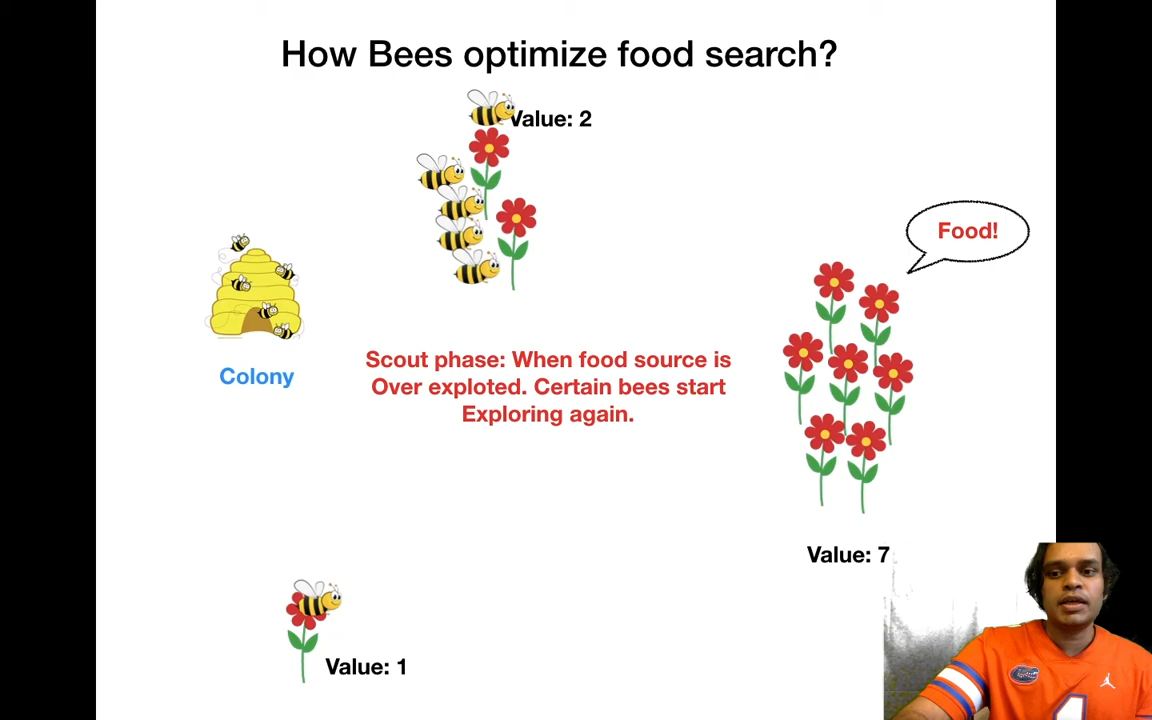 How Bees optimize food search?
Value: 2
Food!
Scout phase: When food source is
Over exploted. Certain bees start
Exploring again.
Colony
Value: 7
Value: 1